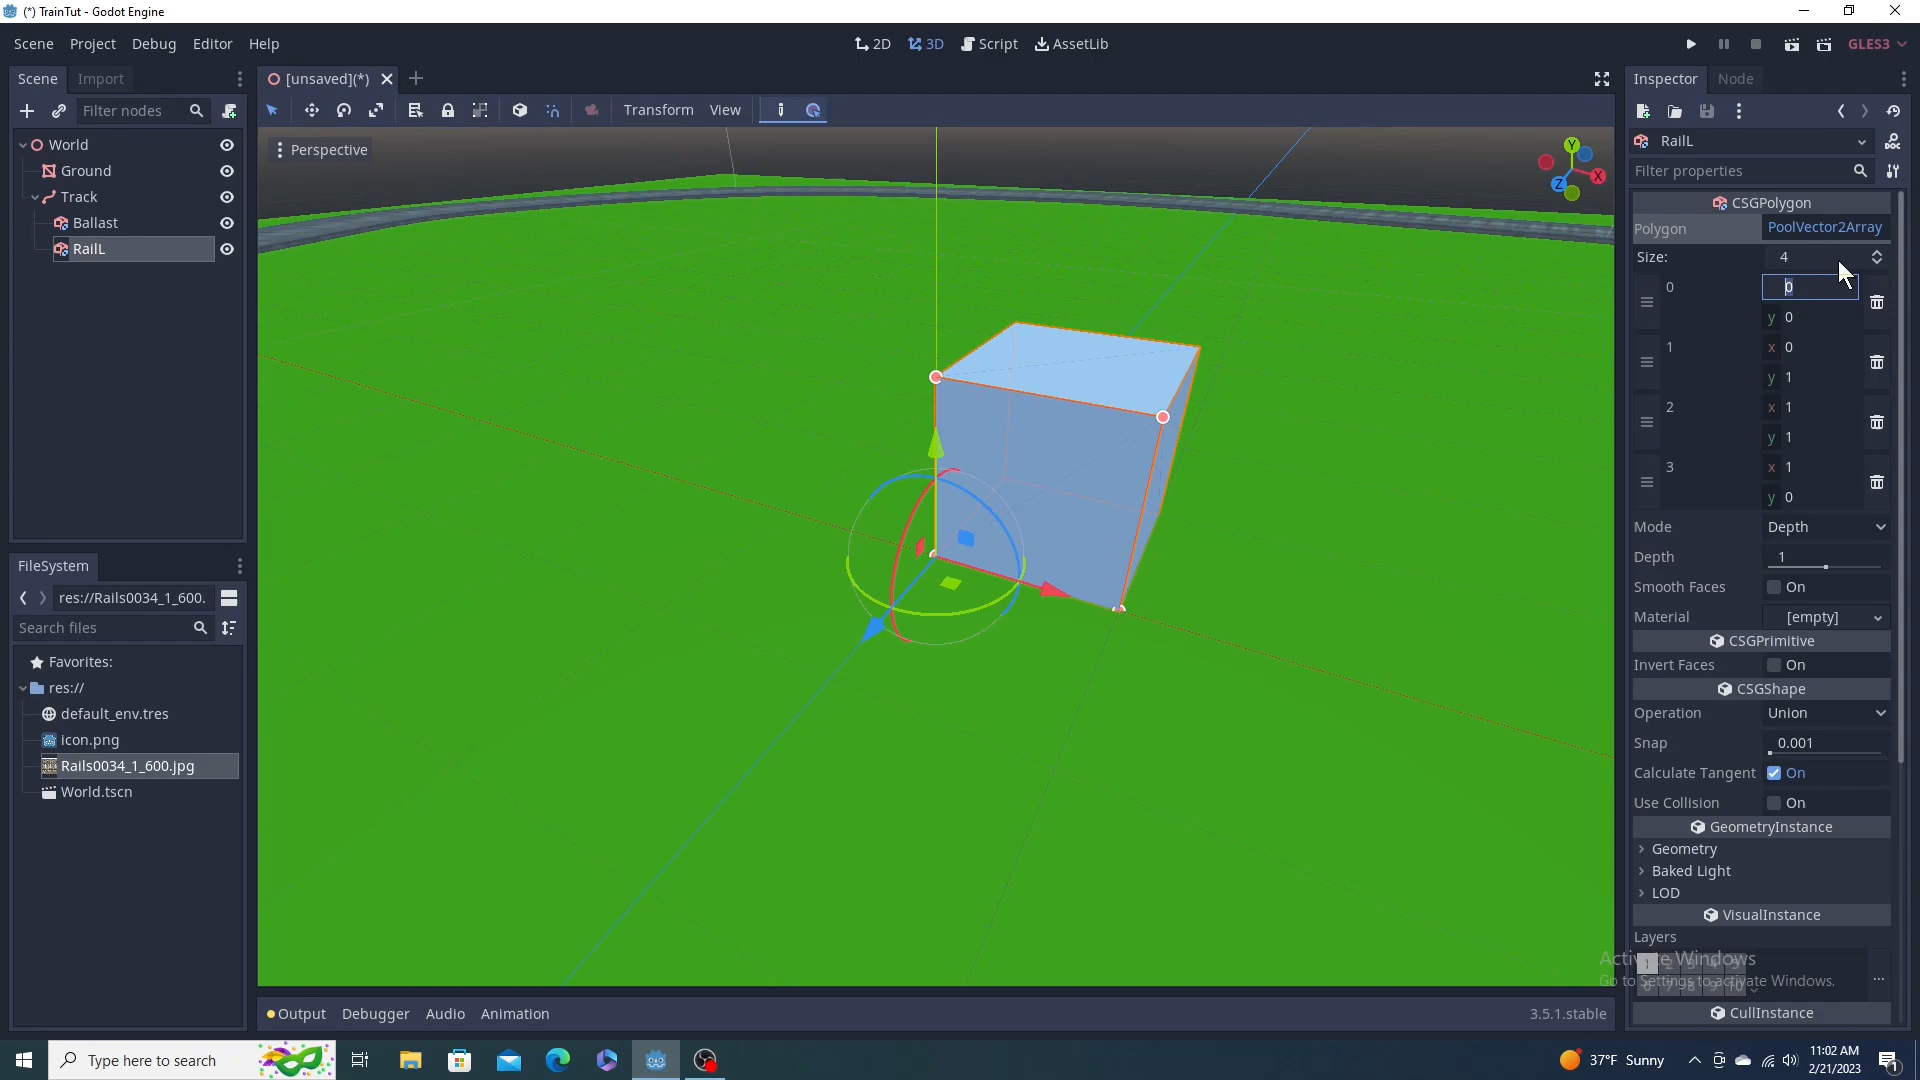 (*) TrainTut - Godot Engine
Scene Project Debug Editor Help
2D 3D Script AssetLib
GLES3
Scene Import
[unsaved](*)
Inspector Node
Filter nodes
Transform View
World
Ground
Track
Ballast
RailL
Perspective
Y
X
Z
RailL
Filter properties
CSGPolygon
Polygon PoolVector2Array
Size: 4
0 0
y 0
1 x 0
y 1
2 x 1
y 1
3 x 1
y 0
Mode Depth
Depth 1
Smooth Faces On
Material [empty]
CSGPrimitive
Invert Faces On
CSGShape
Operation Union
Snap 0.001
Calculate Tangent On
Use Collision On
GeometryInstance
Geometry
Baked Light
LOD
VisualInstance
Layers
Activate Windows
Go to Settings to activate Windows.
CullInstance
FileSystem
res://Rails0034_1_600.
Search files
Favorites:
res://
default_env.tres
icon.png
Rails0034_1_600.jpg
World.tscn
Output Debugger Audio Animation
3.5.1.stable
Type here to search
37°F Sunny
11:02 AM
2/21/2023
1